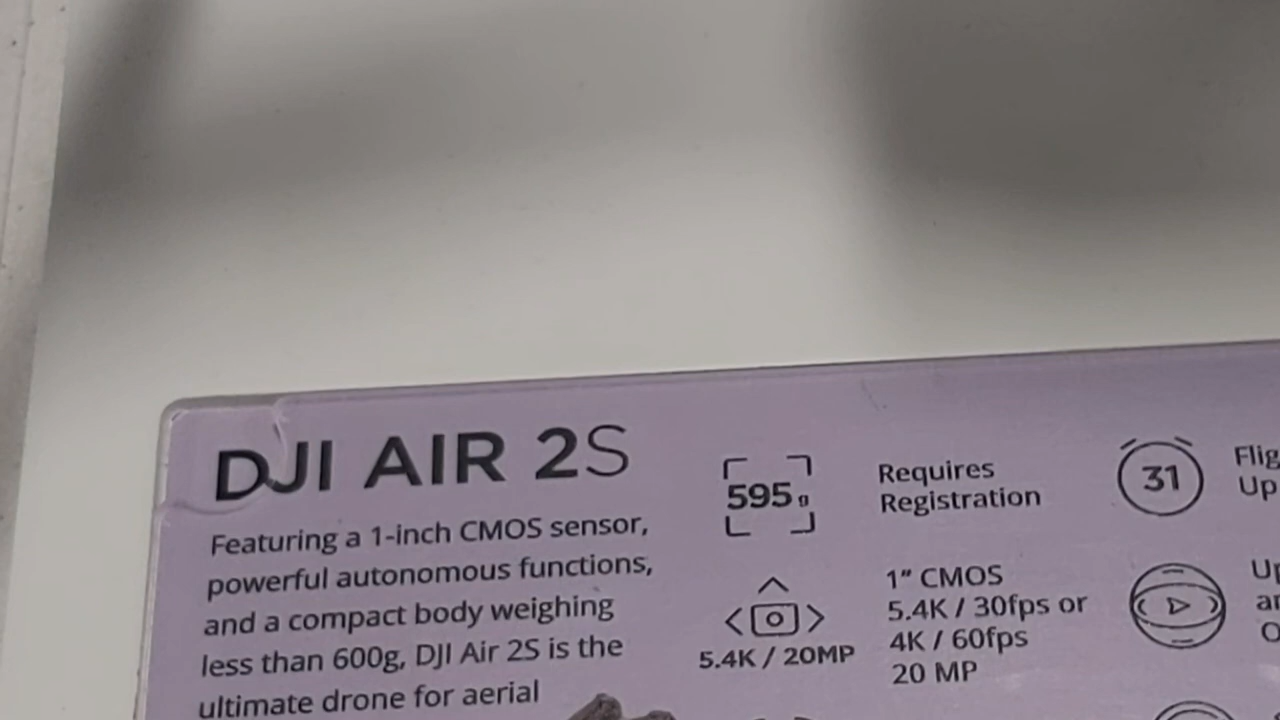 DJI AIR 2S
Featuring a 1-inch CMOS sensor,
powerful autonomous functions,
and a compact body weighing
less than 600g, DJI Air 2S is the
ultimate drone for aerial
595g
Requires
Registration
5.4K / 20MP
1" CMOS
5.4K / 30fps or
4K / 60fps
20 MP
31
Up